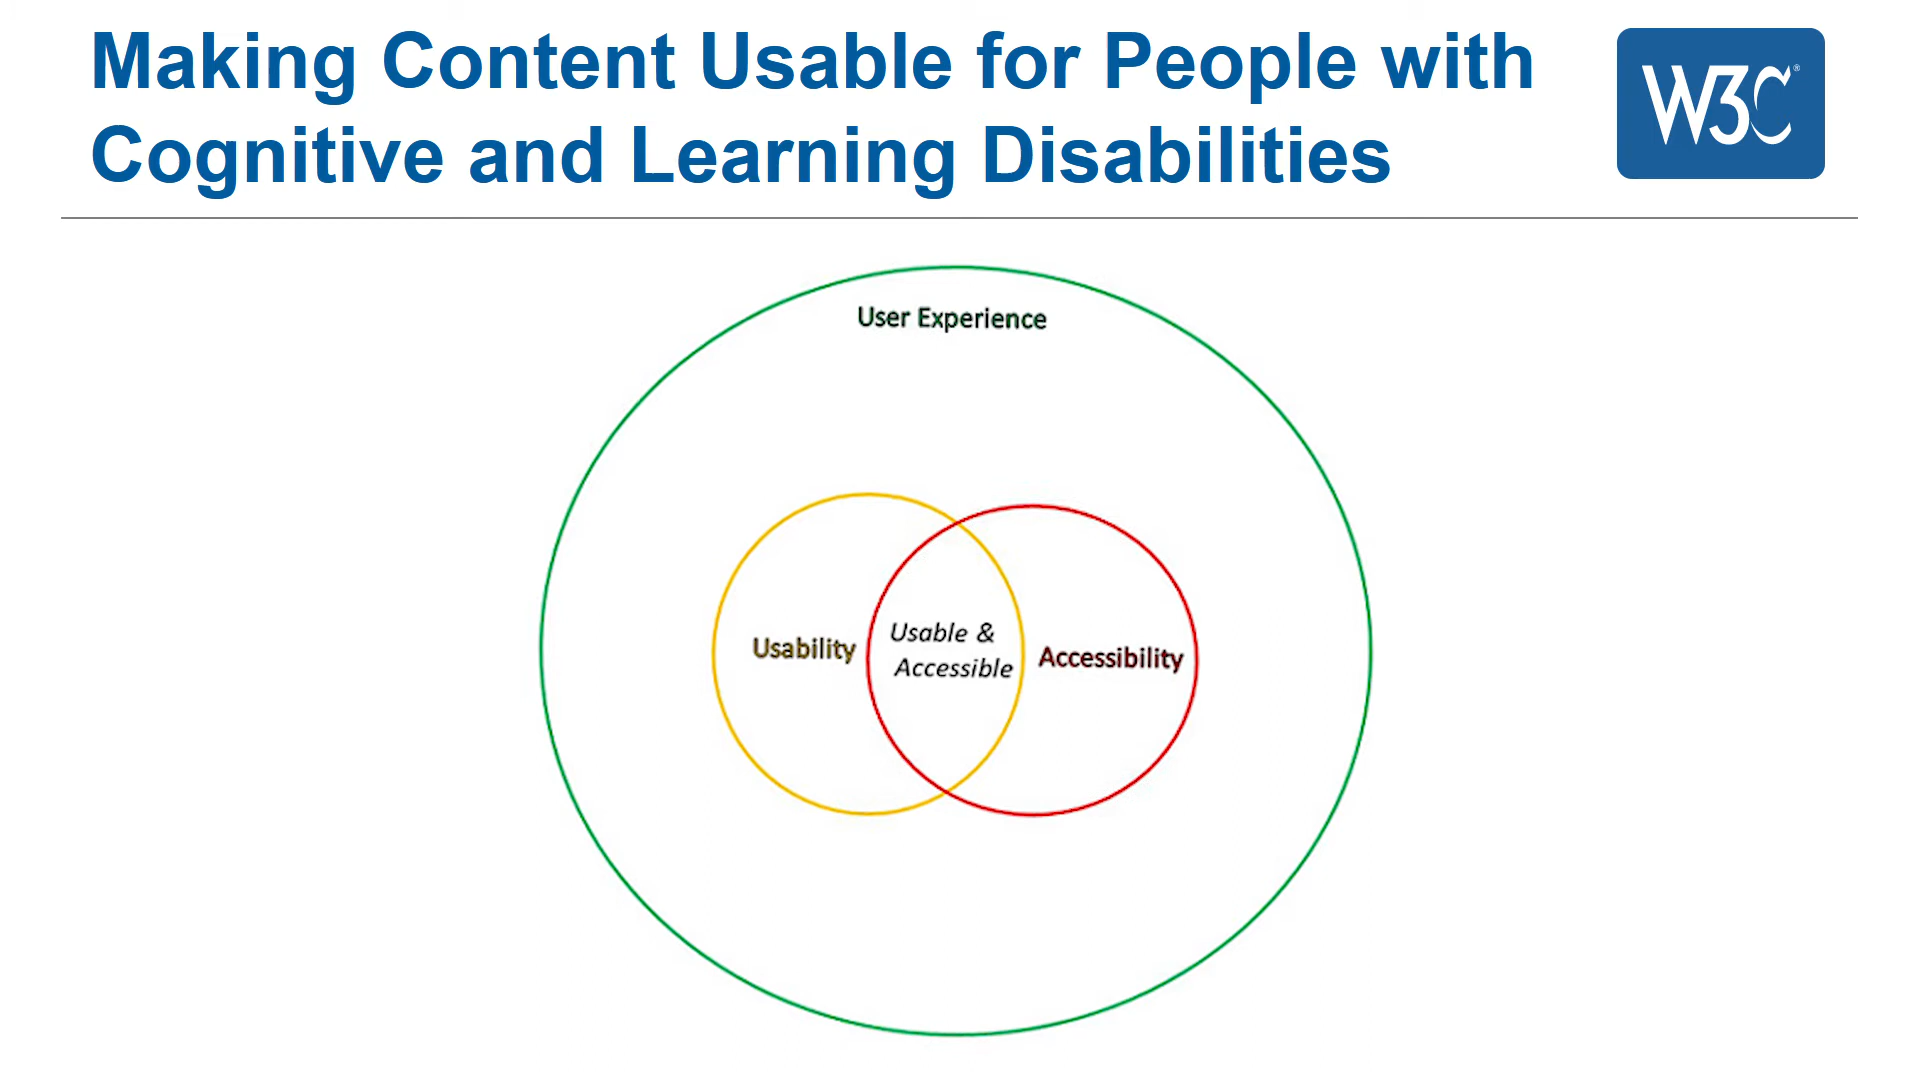 Making Content Usable for People with
Cognitive and Learning Disabilities
W3C®
User Experience
Usability
Usable &
Accessible
Accessibility